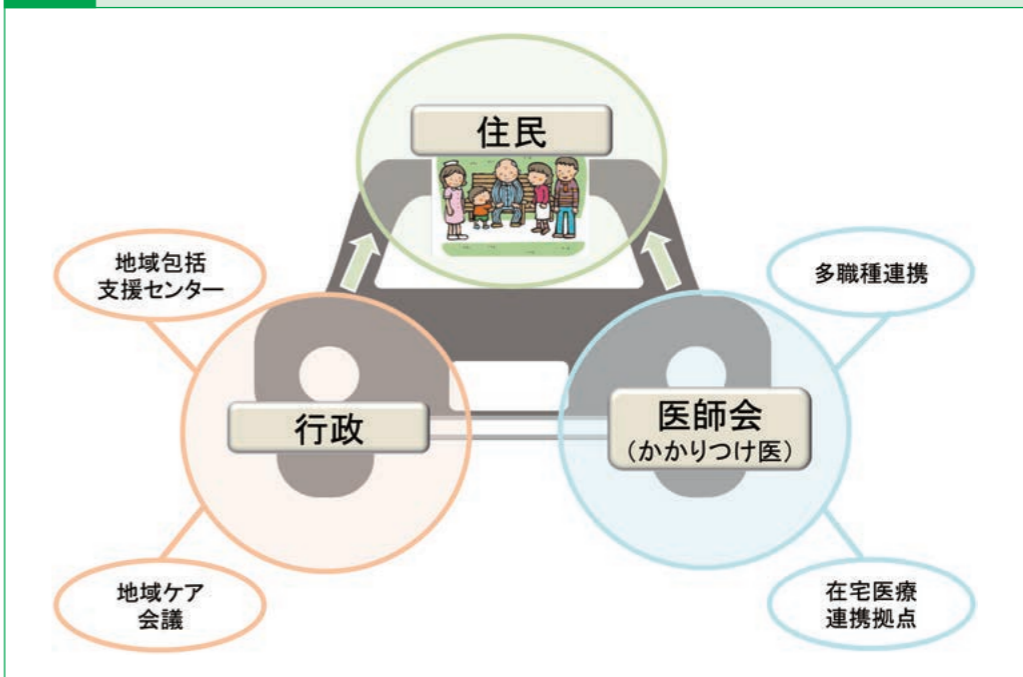 住民
地域包括
支援センター
多職種連携
行政
医師会
（かかりつけ医）
地域ケア
会議
在宅医療
連携拠点